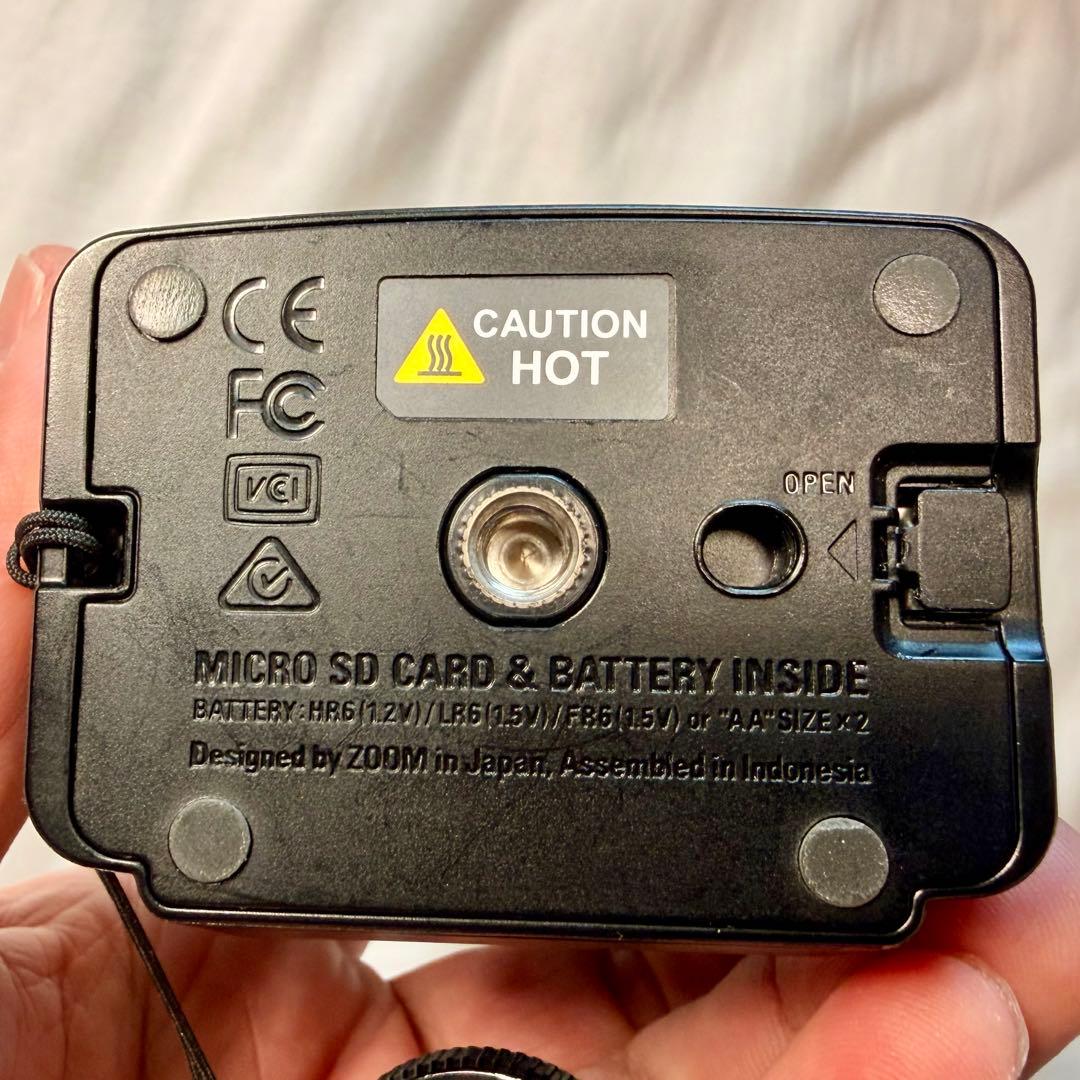 CE
CAUTION
HOT
FC
VCI
OPEN
MICRO SD CARD & BATTERY INSIDE
BATTERY:HR6(1.2V)/LR6(1.5V)/FR6(1.5V) or "AA"SIZE×2
Designed by ZOOM in Japan, Assembled in Indonesia